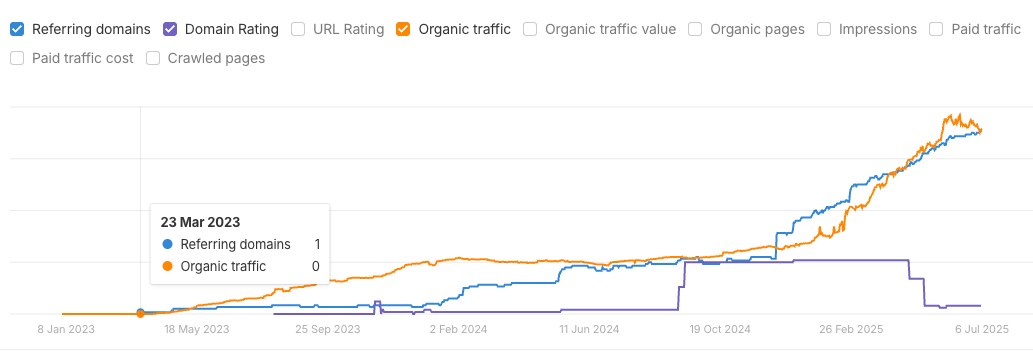 Referring domains Domain Rating URL Rating Organic traffic Organic traffic value Organic pages Impressions Paid traffic
Paid traffic cost Crawled pages
23 Mar 2023
Referring domains 1
Organic traffic 0
8 Jan 2023 18 May 2023 25 Sep 2023 2 Feb 2024 11 Jun 2024 19 Oct 2024 26 Feb 2025 6 Jul 2025